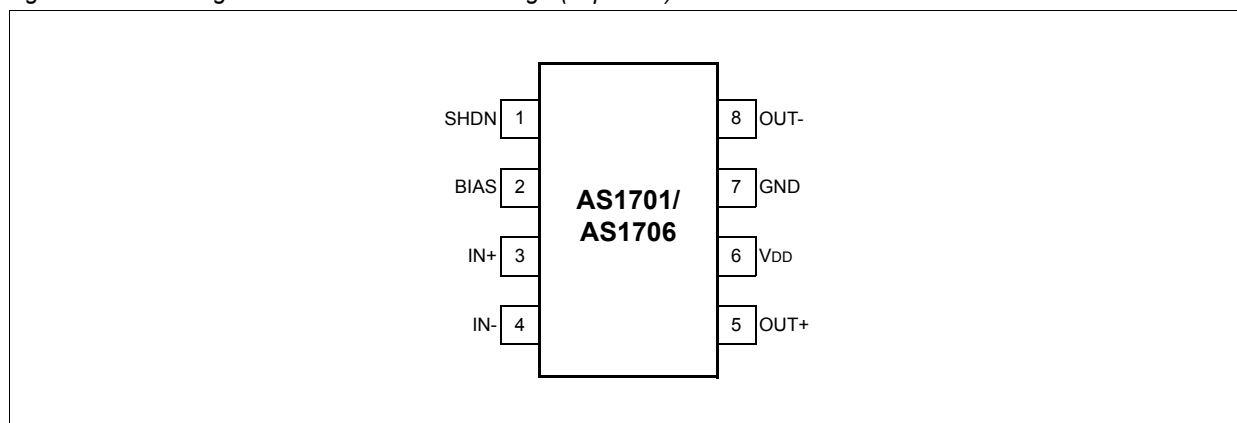 SHDN 1 8 OUT-
BIAS 2 7 GND
AS1701/
AS1706
IN+ 3 6 VDD
IN- 4 5 OUT+